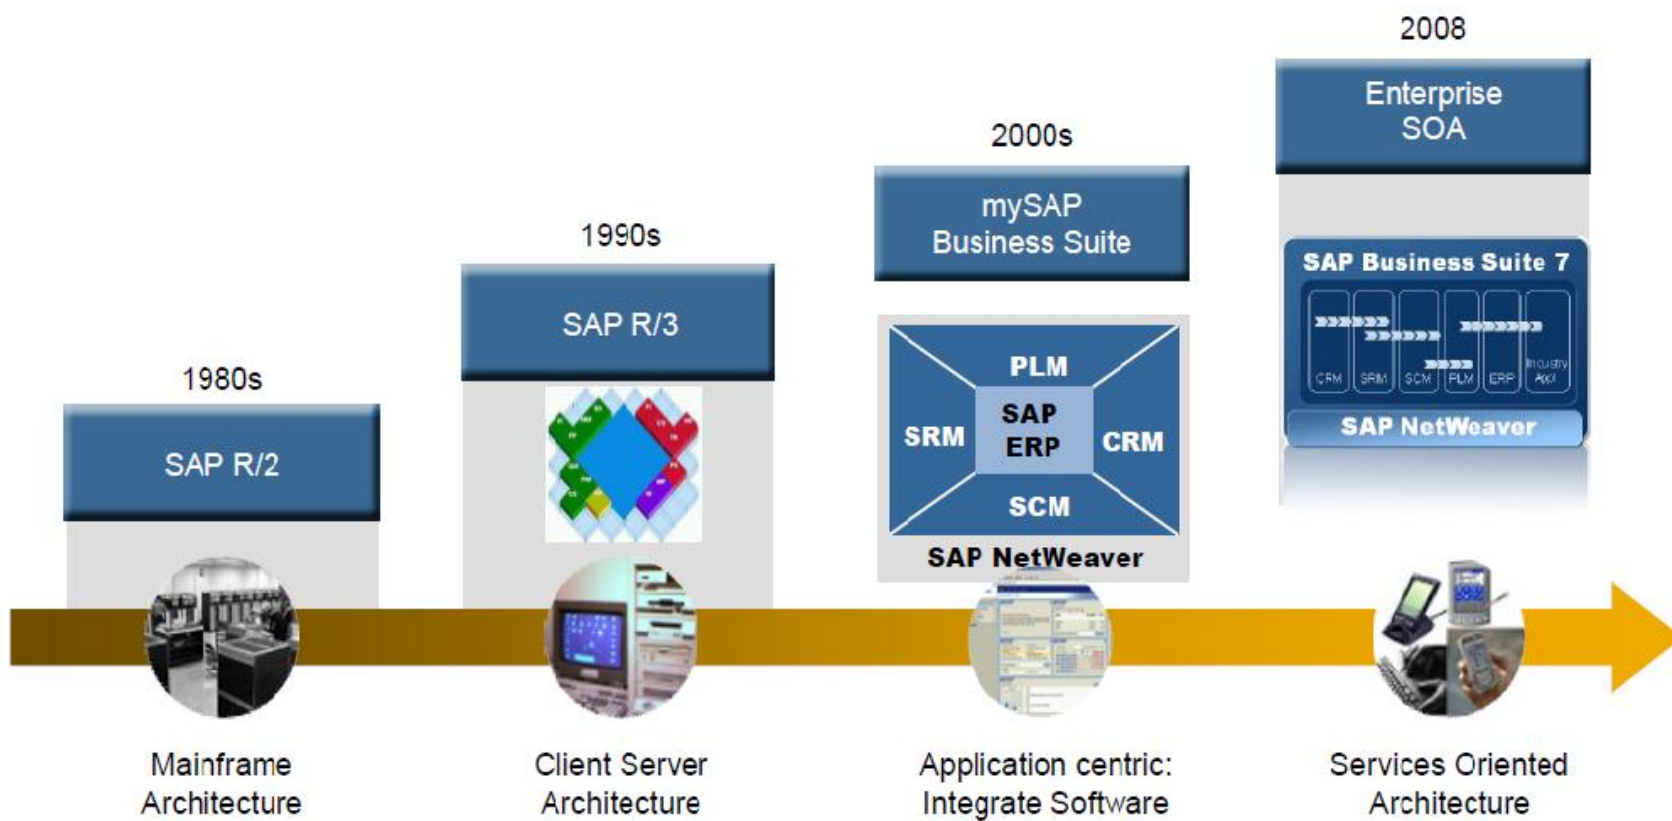 1980s
SAP R/2
Mainframe
Architecture
1990s
SAP R/3
Client Server
Architecture
2000s
mySAP
Business Suite
PLM
SRM
SAP
ERP
CRM
SCM
SAP NetWeaver
Application centric:
Integrate Software
2008
Enterprise
SOA
SAP Business Suite 7
CRM
SRM
SCM
PLM
ERP
Industry
Appl
SAP NetWeaver
Services Oriented
Architecture